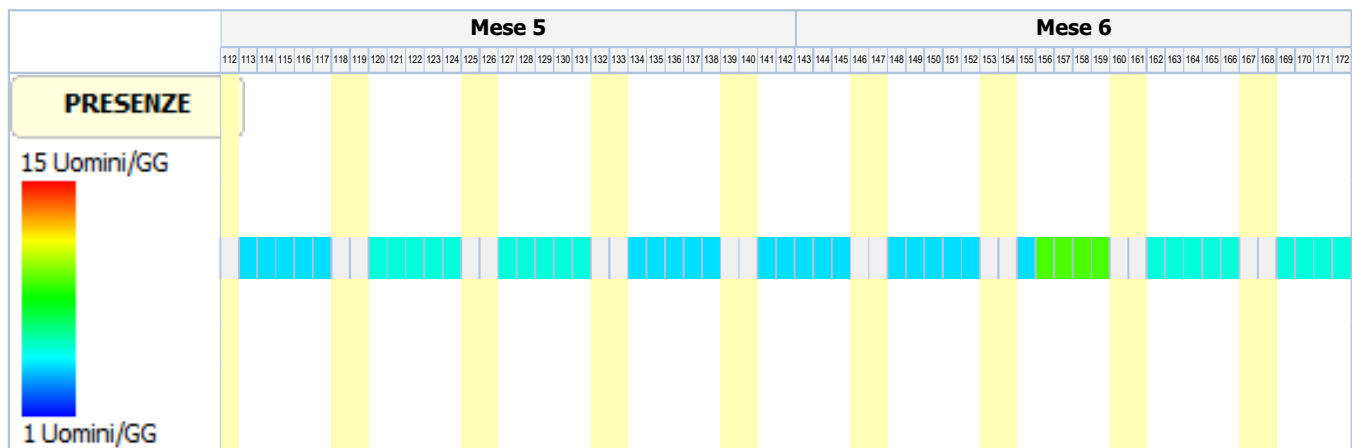 Mese 5 Mese 6
112 113 114 115 116 117 118 119 120 121 122 123 124 125 126 127 128 129 130 131 132 133 134 135 136 137 138 139 140 141 142 143 144 145 146 147 148 149 150 151 152 153 154 155 156 157 158 159 160 161 162 163 164 165 166 167 168 169 170 171 172
PRESENZE
15 Uomini/GG
1 Uomini/GG